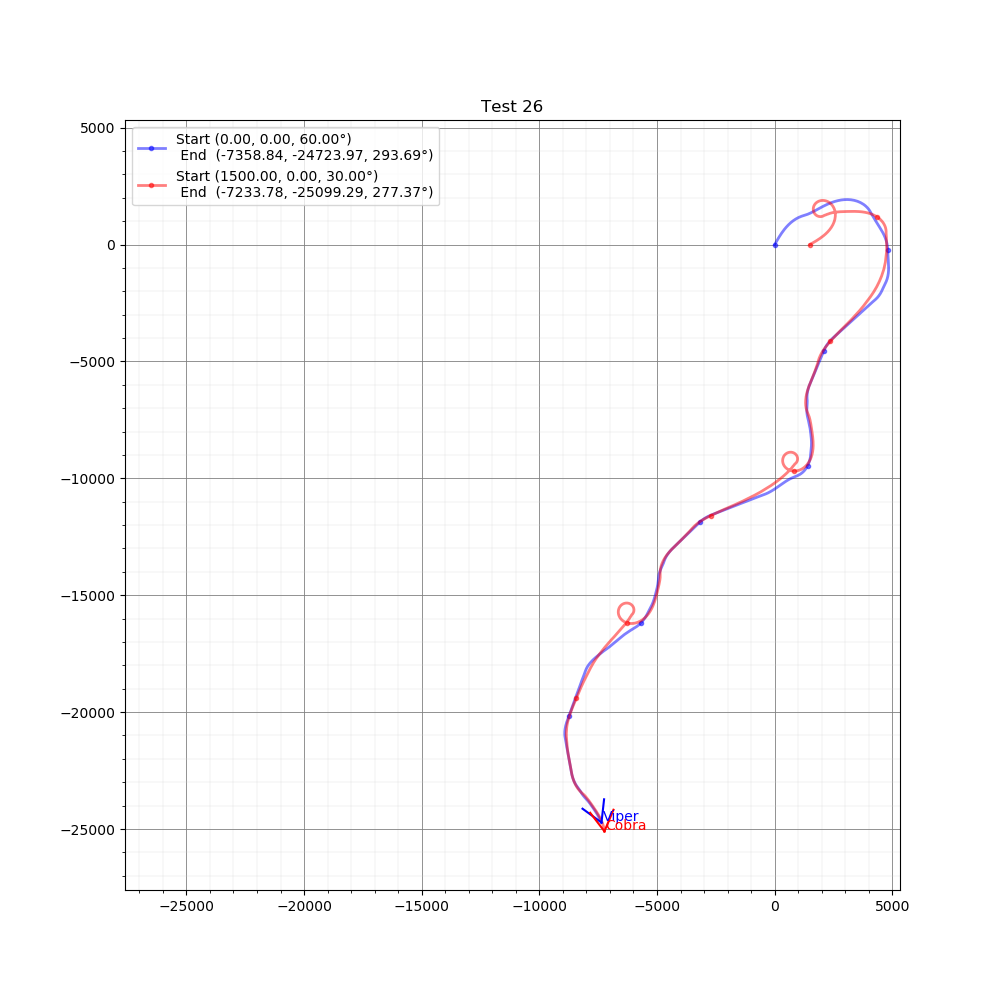 Test 26
Start (0.00, 0.00, 60.00°)
End (-7358.84, -24723.97, 293.69°)
Start (1500.00, 0.00, 30.00°)
End (-7233.78, -25099.29, 277.37°)
5000
0
−5000
−10000
−15000
−20000
−25000
Viper
Cobra
−25000 −20000 −15000 −10000 −5000 0 5000